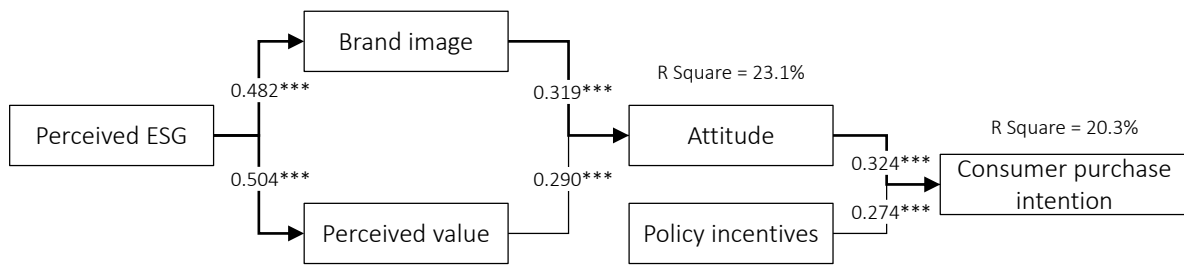 Brand image
R Square = 23.1%
0.482***
0.319***
Perceived ESG
Attitude
R Square = 20.3%
0.504***
0.290***
0.324***
Consumer purchase
intention
0.274***
Perceived value
Policy incentives